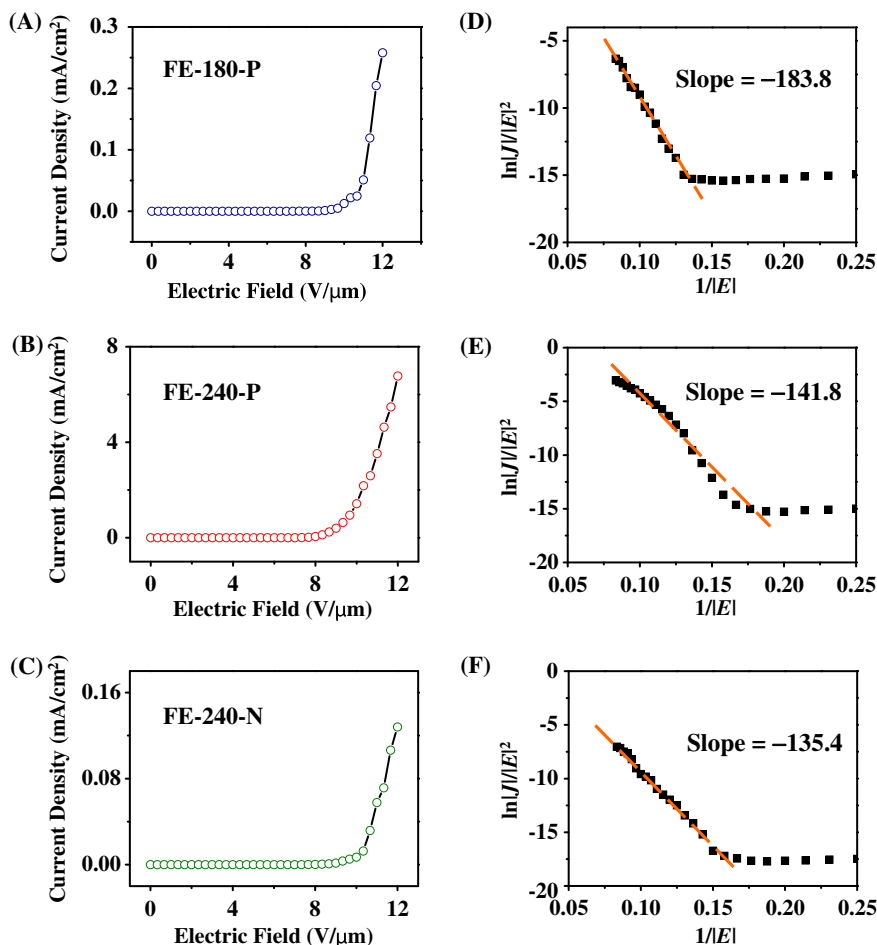 (A)
Current Density (mA/cm²)
0.3
0.2
0.1
0.0
FE-180-P
0 4 8 12
Electric Field (V/μm)
(D)
ln|J|/|E|²
-5
-10
-15
-20
Slope = −183.8
0.05 0.10 0.15 0.20 0.25
1/|E|
(B)
Current Density (mA/cm²)
8
4
0
FE-240-P
0 4 8 12
Electric Field (V/μm)
(E)
ln|J|/|E|²
0
-5
-10
-15
-20
Slope = −141.8
0.05 0.10 0.15 0.20 0.25
1/|E|
(C)
Current Density (mA/cm²)
0.16
0.08
0.00
FE-240-N
0 4 8 12
Electric Field (V/μm)
(F)
ln|J|/|E|²
0
-5
-10
-15
-20
Slope = −135.4
0.05 0.10 0.15 0.20 0.25
1/|E|